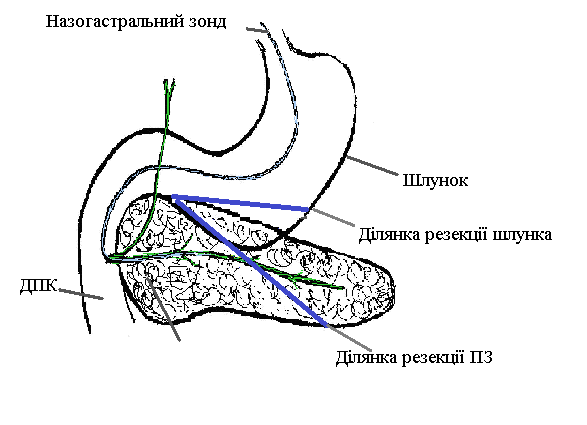 Назогастральний зонд
Шлунок
Ділянка резекції шлунка
ДПК
Ділянка резекції ПЗ